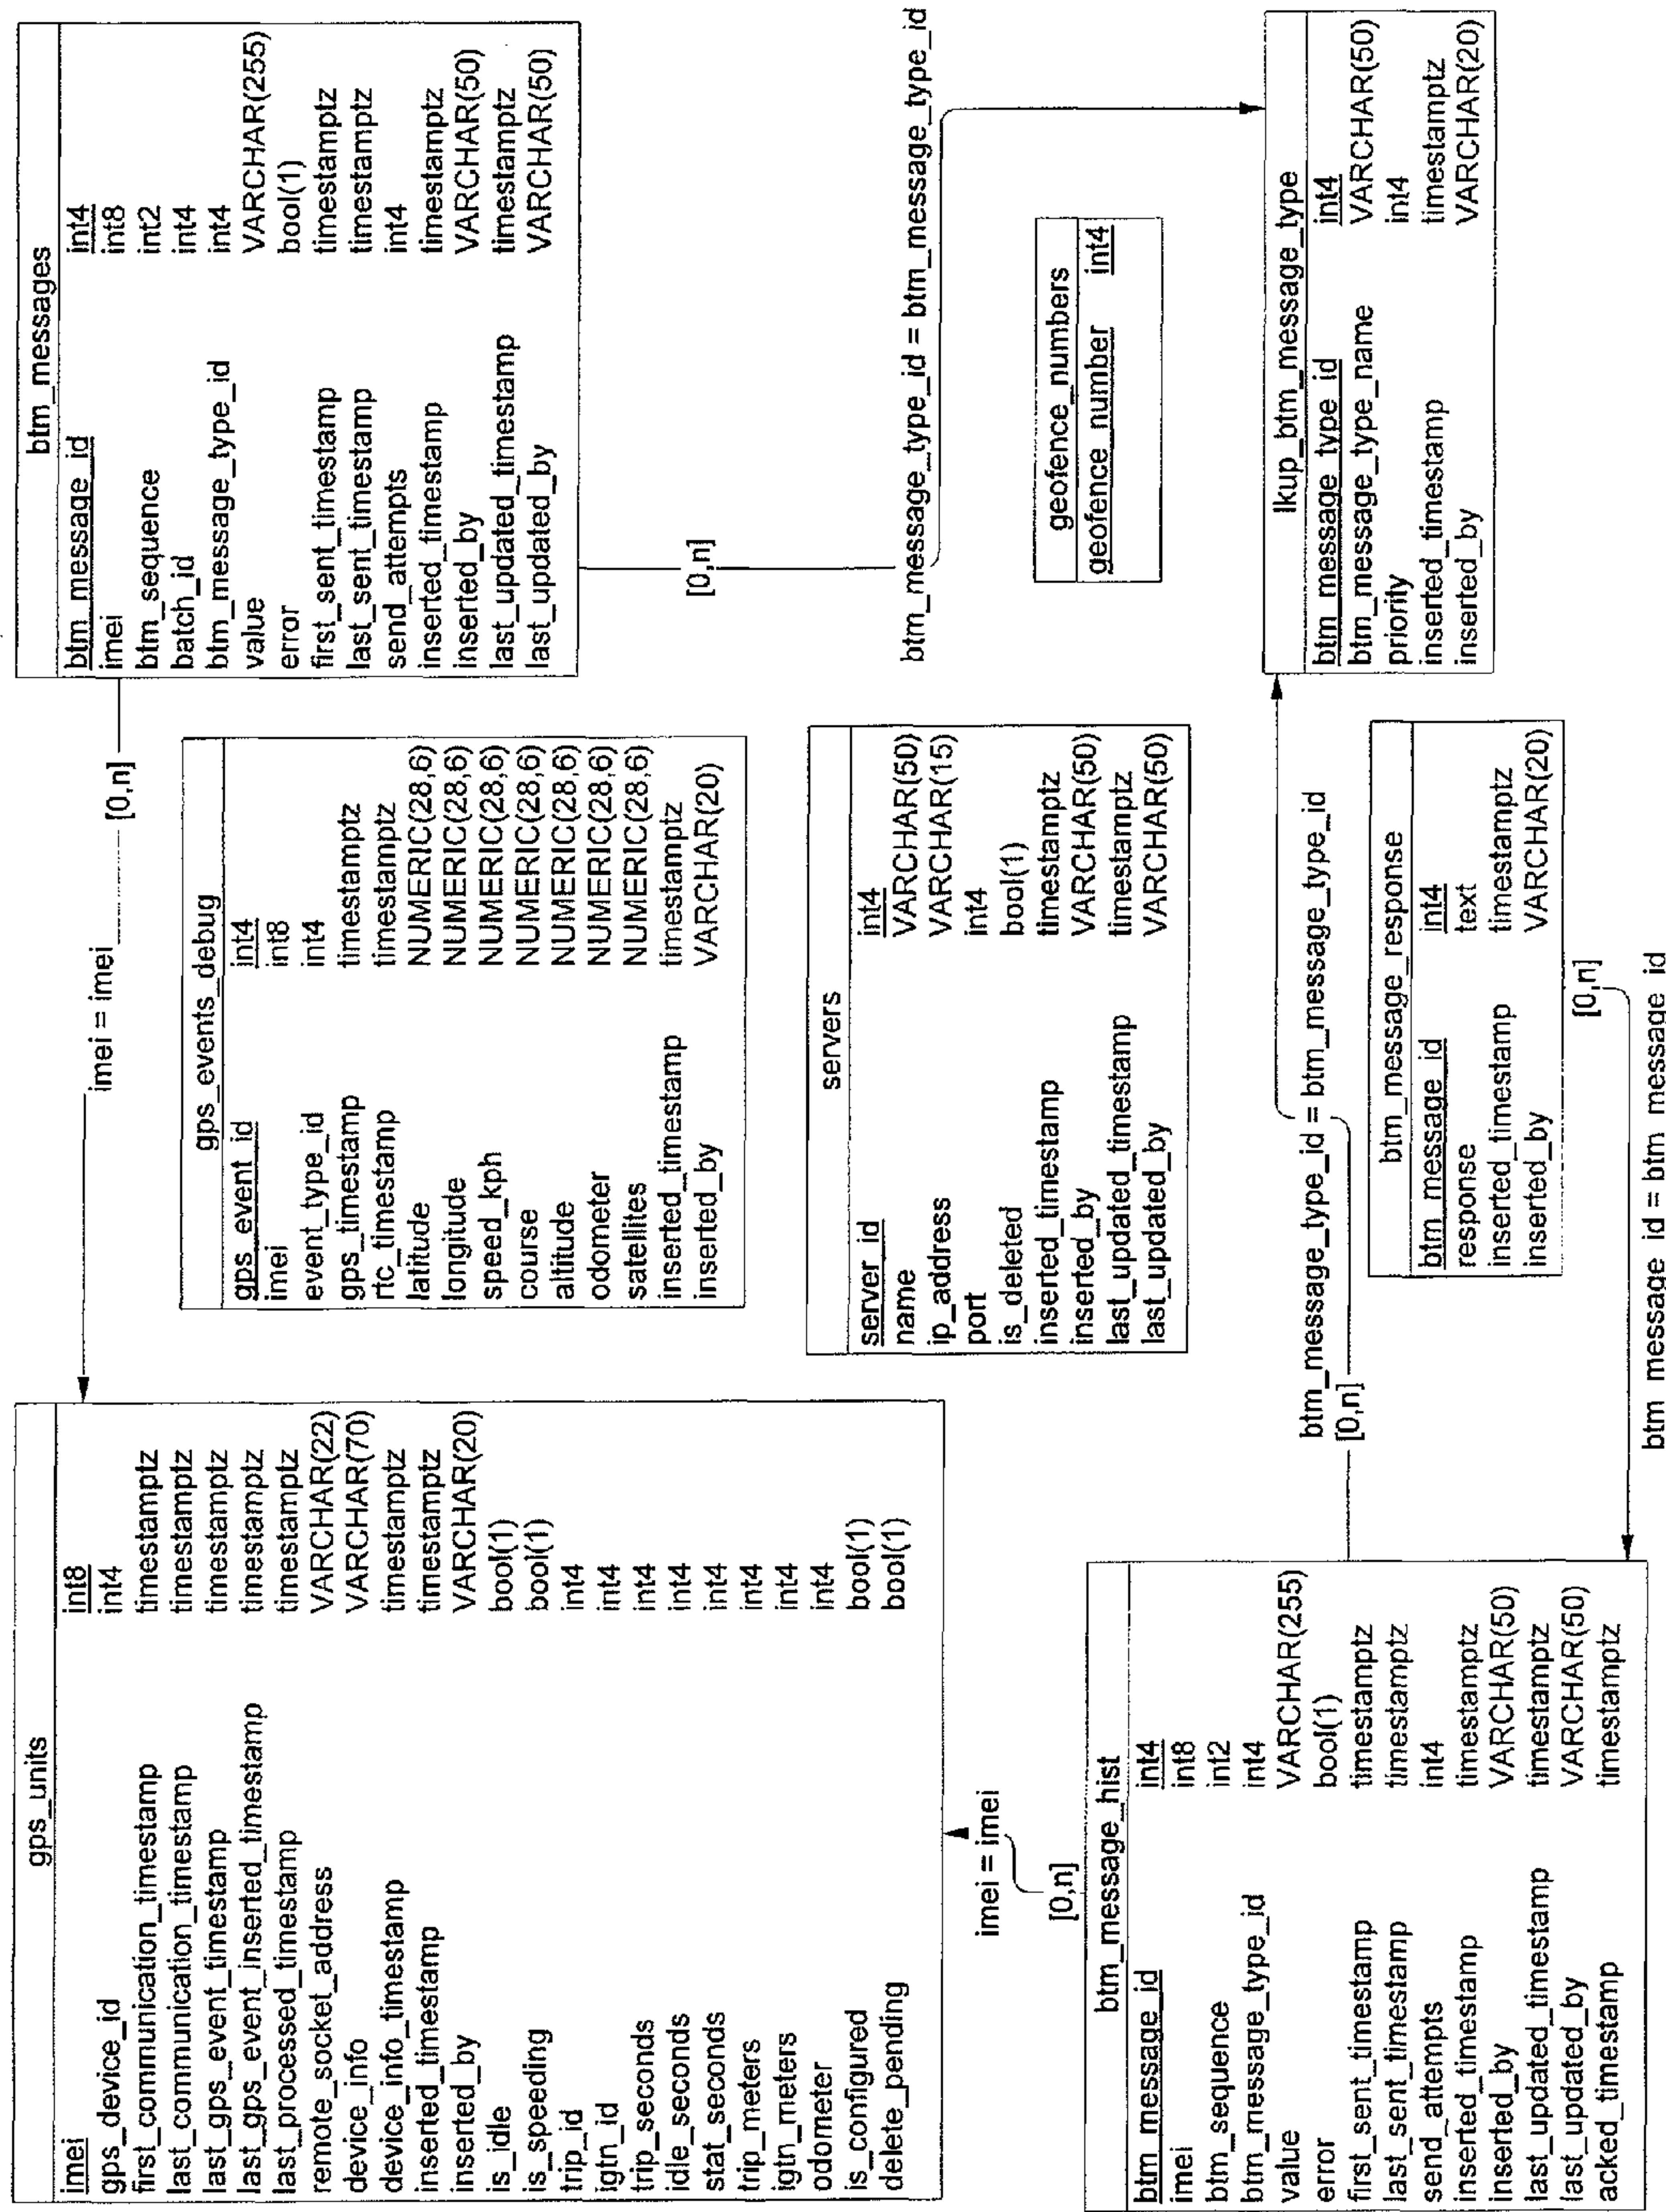 gps_units
imei int8
gps_device_id int4
first_communication_timestamp timestamptz
last_communication_timestamp timestamptz
last_gps_event_timestamp timestamptz
last_gps_event_inserted_timestamp timestamptz
last_processed_timestamp timestamptz
remote_socket_address VARCHAR(22)
device_info VARCHAR(70)
device_info_timestamp timestamptz
inserted_timestamp timestamptz
inserted_by VARCHAR(20)
is_idle bool(1)
is_speeding bool(1)
trip_id int4
igtn_id int4
trip_seconds int4
idle_seconds int4
stat_seconds int4
trip_meters int4
igtn_meters int4
odometer int4
is_configured bool(1)
delete_pending bool(1)
imei = imei
[0,n]
btm_messages
btm_message_id int4
imei int8
btm_sequence int2
batch_id int4
btm_message_type_id int4
value VARCHAR(255)
error bool(1)
first_sent_timestamp timestamptz
last_sent_timestamp timestamptz
send_attempts int4
inserted_timestamp timestamptz
inserted_by VARCHAR(50)
last_updated_timestamp timestamptz
last_updated_by VARCHAR(50)
gps_events_debug
gps_event_id int4
imei int8
event_type_id int4
gps_timestamp timestamptz
rtc_timestamp timestamptz
latitude NUMERIC(28,6)
longitude NUMERIC(28,6)
speed_kph NUMERIC(28,6)
course NUMERIC(28,6)
altitude NUMERIC(28,6)
odometer NUMERIC(28,6)
satellites NUMERIC(28,6)
inserted_timestamp timestamptz
inserted_by VARCHAR(20)
[0,n]
btm_message_type_id = btm_message_type_id
servers
server_id int4
name VARCHAR(50)
ip_address VARCHAR(15)
port int4
is_deleted bool(1)
inserted_timestamp timestamptz
inserted_by VARCHAR(50)
last_updated_timestamp timestamptz
last_updated_by VARCHAR(50)
geofence_numbers
geofence_number int4
imei = imei
[0,n]
btm_message_hist
btm_message_id int4
imei int8
btm_sequence int2
btm_message_type_id int4
value VARCHAR(255)
error bool(1)
first_sent_timestamp timestamptz
last_sent_timestamp timestamptz
send_attempts int4
inserted_timestamp timestamptz
inserted_by VARCHAR(50)
last_updated_timestamp timestamptz
last_updated_by VARCHAR(50)
acked_timestamp timestamptz
btm_message_type_id = btm_message_type_id
[0,n]
lkup_btm_message_type
btm_message_type_id int4
btm_message_type_name VARCHAR(50)
priority int4
inserted_timestamp timestamptz
inserted_by VARCHAR(20)
btm_message_response
btm_message_id int4
response text
inserted_timestamp timestamptz
inserted_by VARCHAR(20)
[0,n]
btm_message_id = btm_message_id